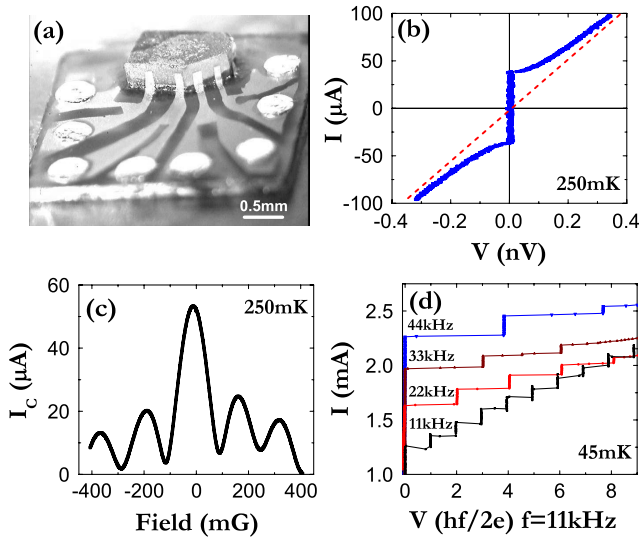 (a)
0.5mm
(b)
100
50
0
-50
-100
I (µA)
250mK
-0.4 -0.2 0.0 0.2 0.4
V (nV)
(c)
60
40
20
0
I_C (µA)
250mK
-400 -200 0 200 400
Field (mG)
(d)
2.5
2.0
1.5
1.0
I (mA)
44kHz
33kHz
22kHz
11kHz
45mK
0 2 4 6 8
V (hf/2e) f=11kHz